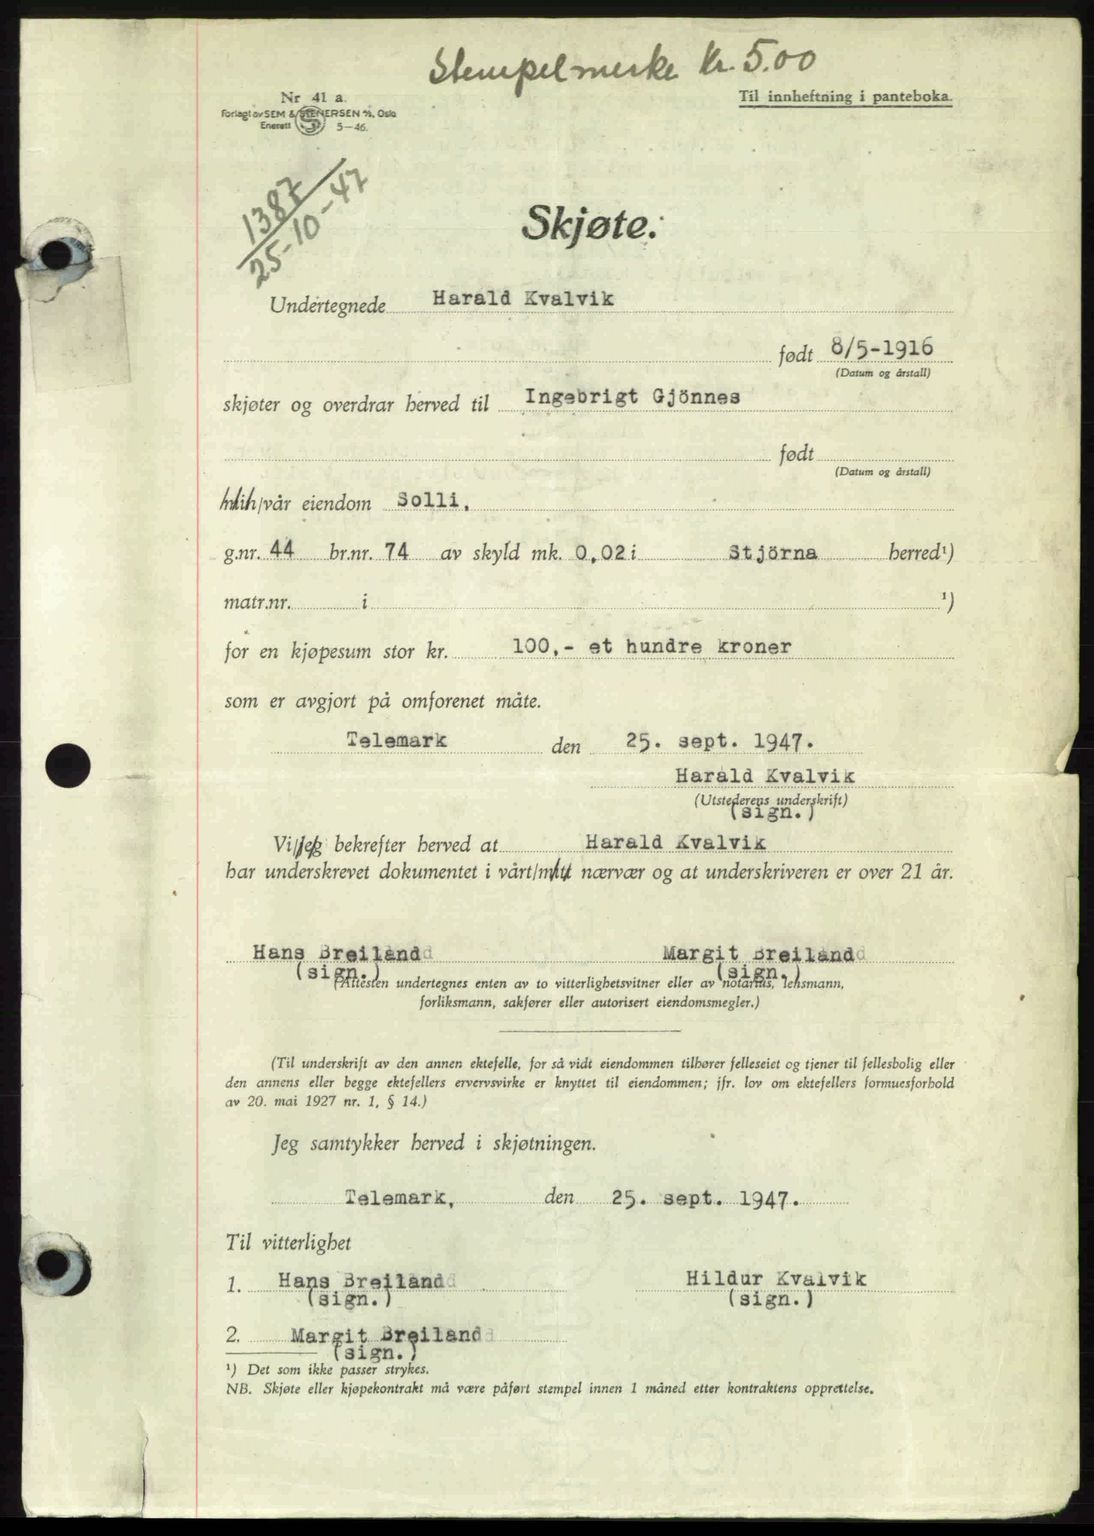 Stempelmerke kr. 5.00
Nr 41 a.
Forlagt av SEM & STENERSEN A/S, Oslo
Enerett 5-46.
Til innheftning i panteboka.
1387
25-10-47
Skjøte.
Undertegnede Harald Kvalvik
født 8/5-1916
(Datum og årstall)
skjøter og overdrar herved til Ingebrigt Gjönnes
født
(Datum og årstall)
min/vår eiendom Solli,
g.nr. 44 br.nr. 74 av skyld mk. 0,02 i Stjörna herred¹)
matr.nr. i ¹)
for en kjøpesum stor kr. 100,- et hundre kroner
som er avgjort på omforenet måte.
Telemark den 25. sept. 1947.
Harald Kvalvik
(Utstederens underskrift)
(sign.)
Vi/jeg bekrefter herved at Harald Kvalvik
har underskrevet dokumentet i vårt/mitt nærvær og at underskriveren er over 21 år.
Hans Breiland Margit Breiland
(sign.) (sign.)
(Attesten undertegnes enten av to vitterlighetsvitner eller av notarius, lensmann,
forliksmann, sakfører eller autorisert eiendomsmegler.)
(Til underskrift av den annen ektefelle, for så vidt eiendommen tilhører felleseiet og tjener til fellesbolig eller
den annens eller begge ektefellers ervervsvirke er knyttet til eiendommen; jfr. lov om ektefellers formuesforhold
av 20. mai 1927 nr. 1, § 14.)
Jeg samtykker herved i skjøtningen.
Telemark, den 25. sept. 1947.
Til vitterlighet
1. Hans Breiland Hildur Kvalvik
(sign.) (sign.)
2. Margit Breiland
(sign.)
¹) Det som ikke passer strykes.
NB. Skjøte eller kjøpekontrakt må være påført stempel innen 1 måned etter kontraktens opprettelse.